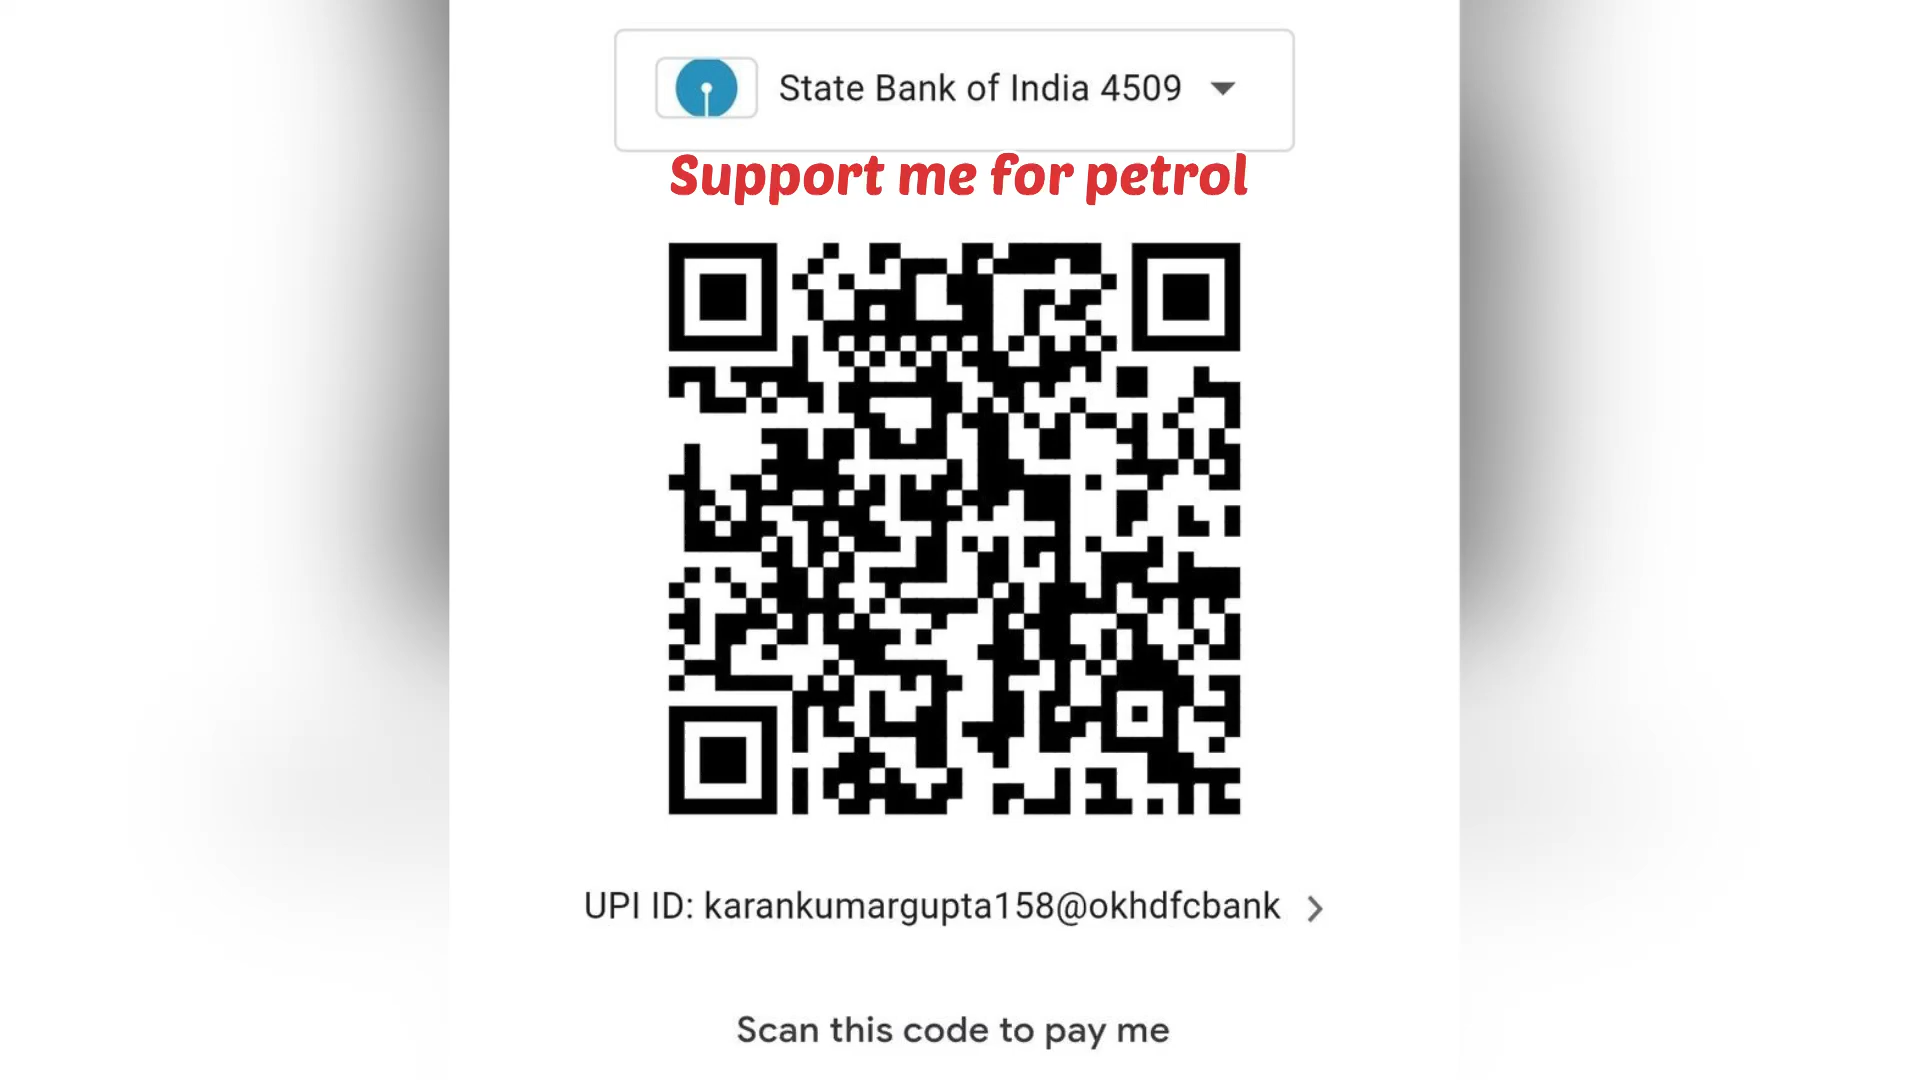 State Bank of India 4509
Support me for petrol
UPI ID: karankumargupta158@okhdfcbank
Scan this code to pay me